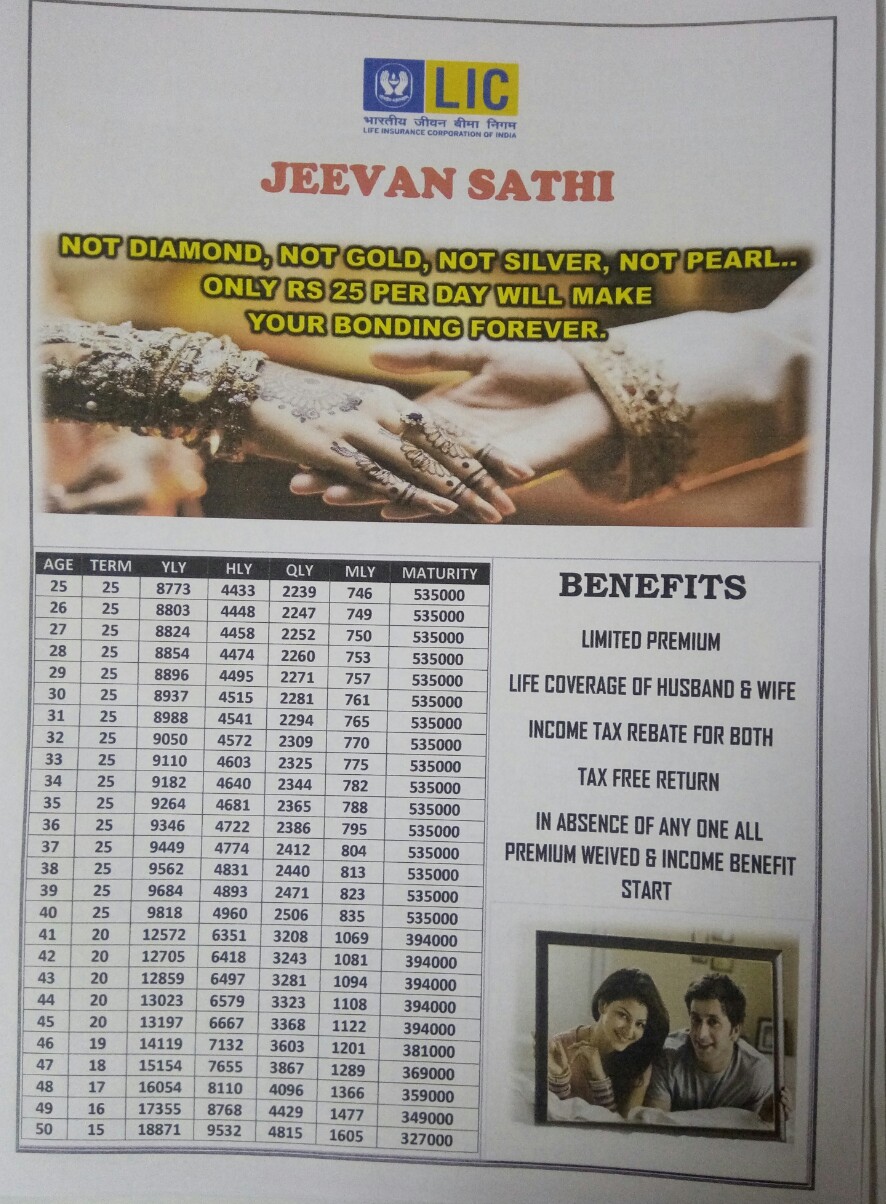 LIC
भारतीय जीवन बीमा निगम
LIFE INSURANCE CORPORATION OF INDIA
JEEVAN SATHI
NOT DIAMOND, NOT GOLD, NOT SILVER, NOT PEARL..
ONLY RS 25 PER DAY WILL MAKE
YOUR BONDING FOREVER.
AGE TERM YLY HLY QLY MLY MATURITY
25 25 8773 4433 2239 746 535000
26 25 8803 4448 2247 749 535000
27 25 8824 4458 2252 750 535000
28 25 8854 4474 2260 753 535000
29 25 8896 4495 2271 757 535000
30 25 8937 4515 2281 761 535000
31 25 8988 4541 2294 765 535000
32 25 9050 4572 2309 770 535000
33 25 9110 4603 2325 775 535000
34 25 9182 4640 2344 782 535000
35 25 9264 4681 2365 788 535000
36 25 9346 4722 2386 795 535000
37 25 9449 4774 2412 804 535000
38 25 9562 4831 2440 813 535000
39 25 9684 4893 2471 823 535000
40 25 9818 4960 2506 835 535000
41 20 12572 6351 3208 1069 394000
42 20 12705 6418 3243 1081 394000
43 20 12859 6497 3281 1094 394000
44 20 13023 6579 3323 1108 394000
45 20 13197 6667 3368 1122 394000
46 19 14119 7132 3603 1201 381000
47 18 15154 7655 3867 1289 369000
48 17 16054 8110 4096 1366 359000
49 16 17355 8768 4429 1477 349000
50 15 18871 9532 4815 1605 327000
BENEFITS
LIMITED PREMIUM
LIFE COVERAGE OF HUSBAND & WIFE
INCOME TAX REBATE FOR BOTH
TAX FREE RETURN
IN ABSENCE OF ANY ONE ALL
PREMIUM WEIVED & INCOME BENEFIT
START